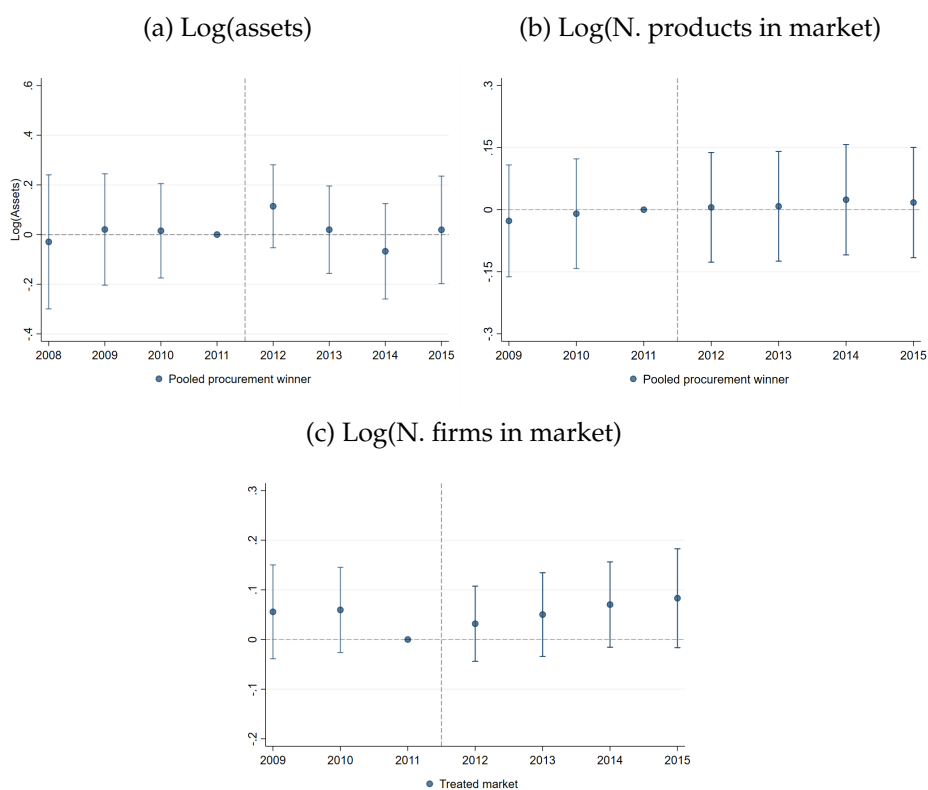 (a) Log(assets)
(b) Log(N. products in market)
Log(Assets)
.6
.4
.2
0
-.2
-.4
2008 2009 2010 2011 2012 2013 2014 2015
Pooled procurement winner
.3
.15
0
-.15
-.3
2009 2010 2011 2012 2013 2014 2015
Pooled procurement winner
(c) Log(N. firms in market)
.3
.2
.1
0
-.1
-.2
2009 2010 2011 2012 2013 2014 2015
Treated market